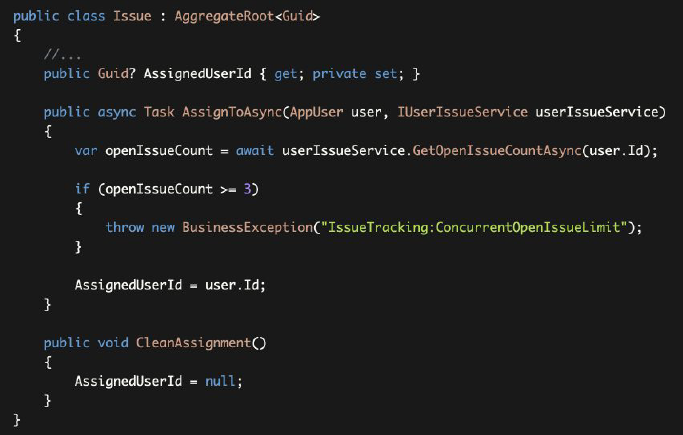 public class Issue : AggregateRoot<Guid>
{
    //...
    public Guid? AssignedUserId { get; private set; }

    public async Task AssignToAsync(AppUser user, IUserIssueService userIssueService)
    {
        var openIssueCount = await userIssueService.GetOpenIssueCountAsync(user.Id);

        if (openIssueCount >= 3)
        {
            throw new BusinessException("IssueTracking:ConcurrentOpenIssueLimit");
        }

        AssignedUserId = user.Id;
    }

    public void CleanAssignment()
    {
        AssignedUserId = null;
    }
}